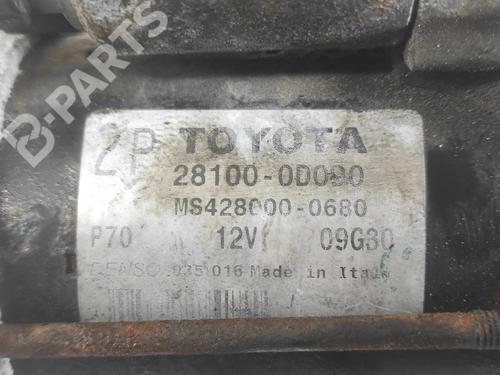 B-PARTS
2P TOYOTA
28100-0D090
MS428000-0680
P70 12V 09G30
DENSO 035016 Made in Italy